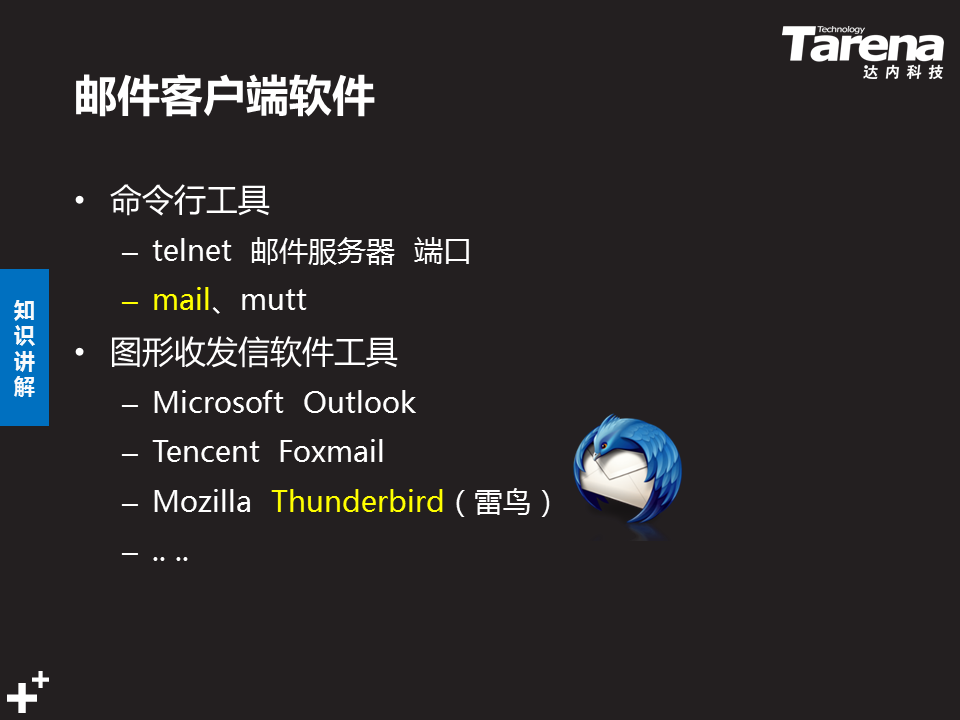 Technology
Tarena
达内科技
邮件客户端软件
• 命令行工具
– telnet 邮件服务器 端口
– mail、mutt
知识讲解
• 图形收发信软件工具
– Microsoft Outlook
– Tencent Foxmail
– Mozilla Thunderbird（雷鸟）
– .. ..